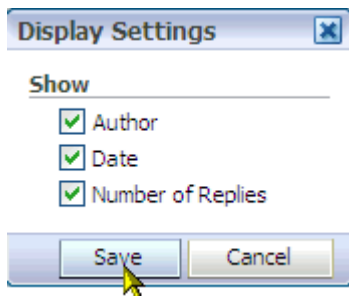 Display Settings
Show
Author
Date
Number of Replies
Save Cancel